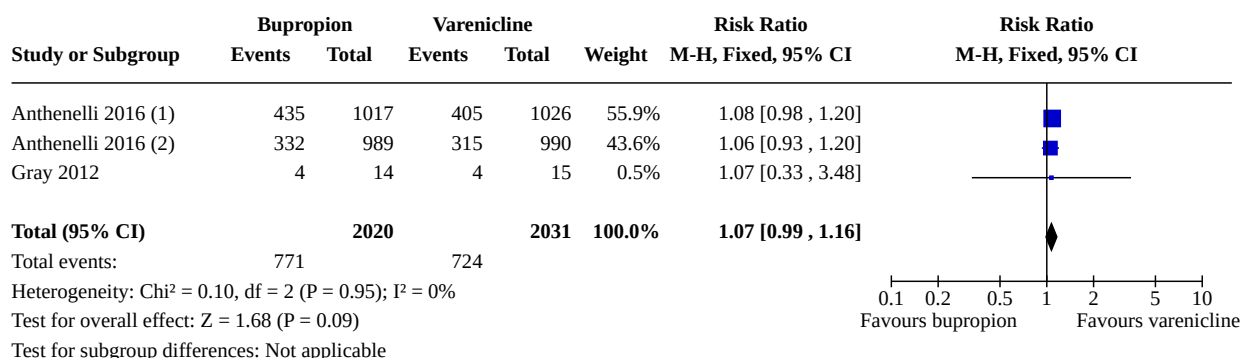 Bupropion Varenicline Risk Ratio Risk Ratio
Study or Subgroup Events Total Events Total Weight M-H, Fixed, 95% CI M-H, Fixed, 95% CI
Anthenelli 2016 (1) 435 1017 405 1026 55.9% 1.08 [0.98 , 1.20]
Anthenelli 2016 (2) 332 989 315 990 43.6% 1.06 [0.93 , 1.20]
Gray 2012 4 14 4 15 0.5% 1.07 [0.33 , 3.48]
Total (95% CI) 2020 2031 100.0% 1.07 [0.99 , 1.16]
Total events: 771 724
Heterogeneity: Chi² = 0.10, df = 2 (P = 0.95); I² = 0%
0.1 0.2 0.5 1 2 5 10
Test for overall effect: Z = 1.68 (P = 0.09) Favours bupropion Favours varenicline
Test for subgroup differences: Not applicable